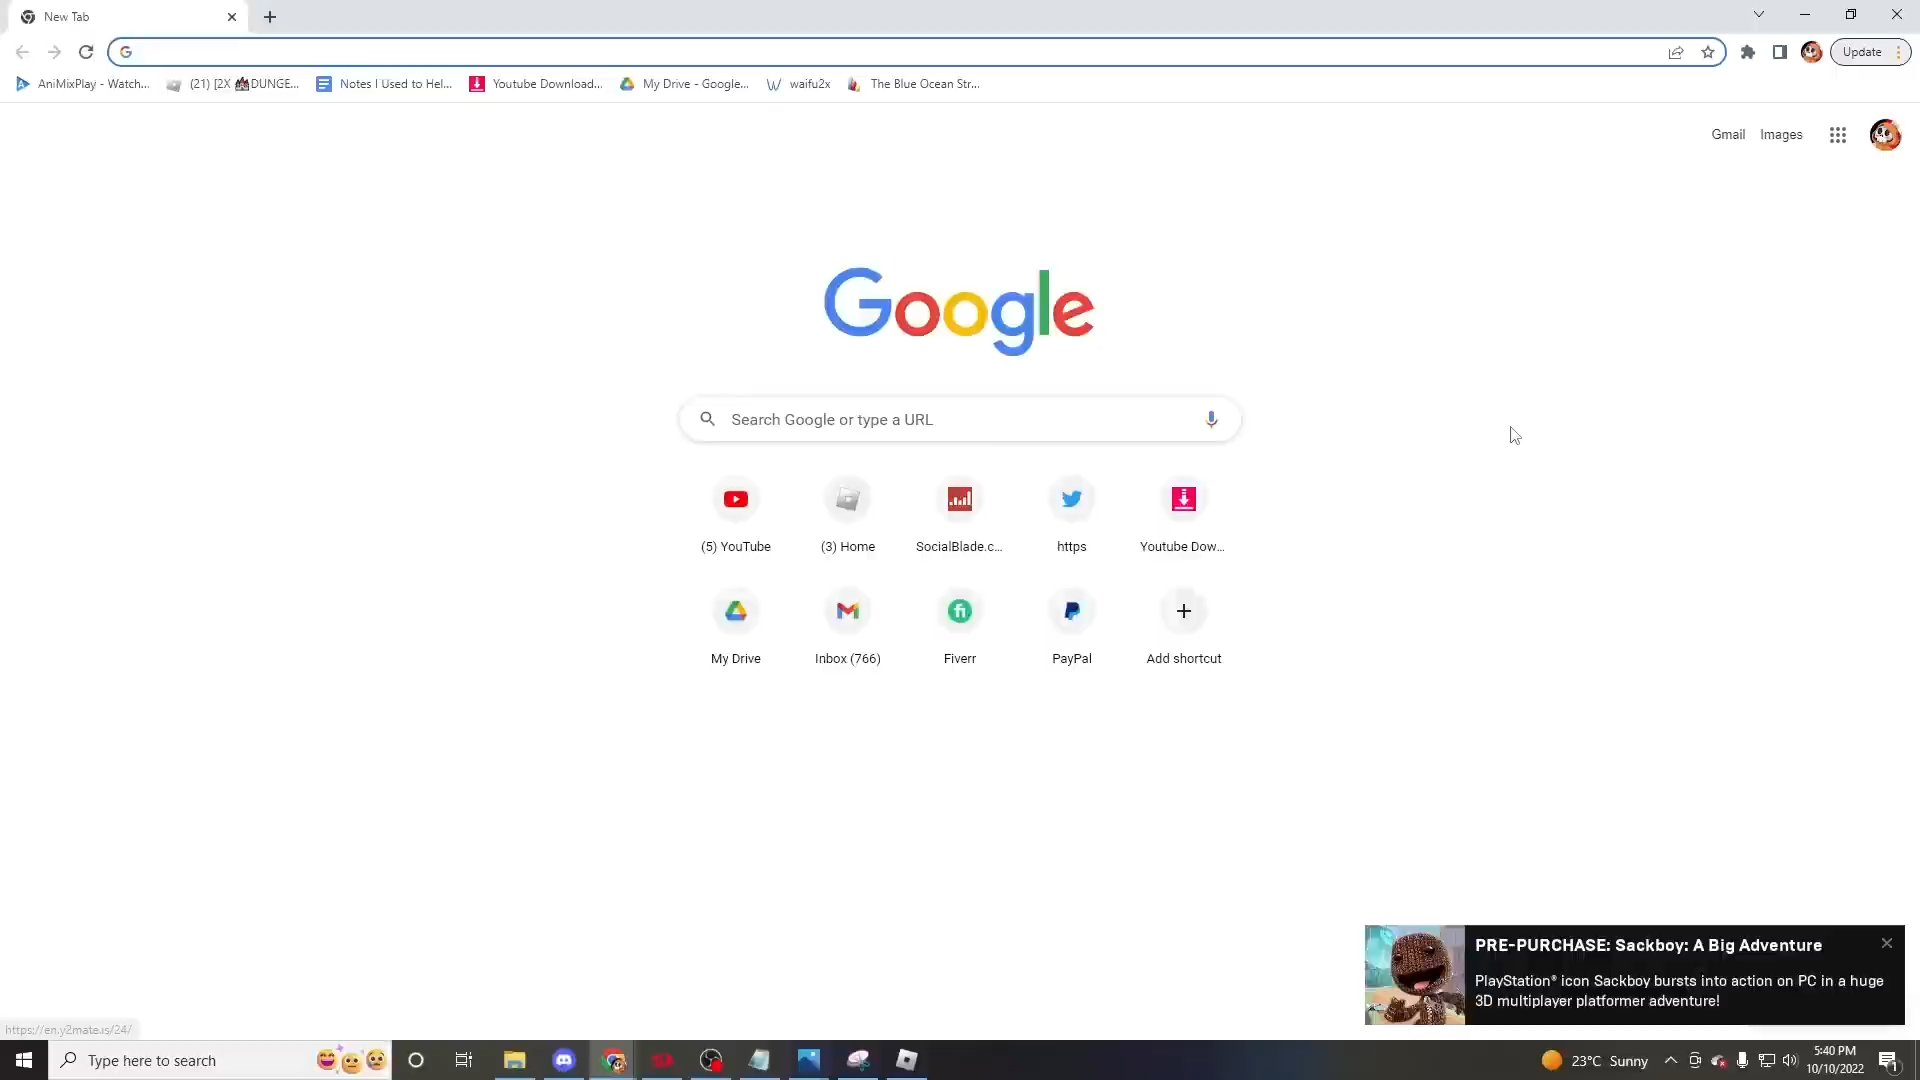 New Tab
Update
AniMixPlay - Watch...
(21) [2X 🏰DUNGE...
Notes I Used to Hel...
Youtube Download...
My Drive - Google...
waifu2x
The Blue Ocean Str...
Gmail
Images
Google
Search Google or type a URL
(5) YouTube
(3) Home
SocialBlade.c...
https
Youtube Dow...
My Drive
Inbox (766)
Fiverr
PayPal
Add shortcut
PRE-PURCHASE: Sackboy: A Big Adventure
PlayStation® icon Sackboy bursts into action on PC in a huge
3D multiplayer platformer adventure!
https://en.y2mate.is/24/
Type here to search
23°C Sunny
5:40 PM
10/10/2022
1